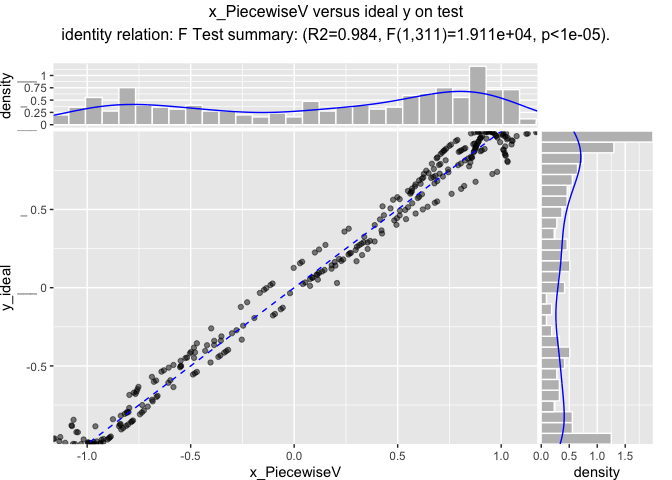 x_PiecewiseV versus ideal y on test
identity relation: F Test summary: (R2=0.984, F(1,311)=1.911e+04, p<1e-05).
density
1
0.75
0.5
0.25
0
y_ideal
0.5
0
-0.5
-1.0
-0.5
0.0
0.5
1.0
x_PiecewiseV
0.0
0.5
1.0
1.5
density